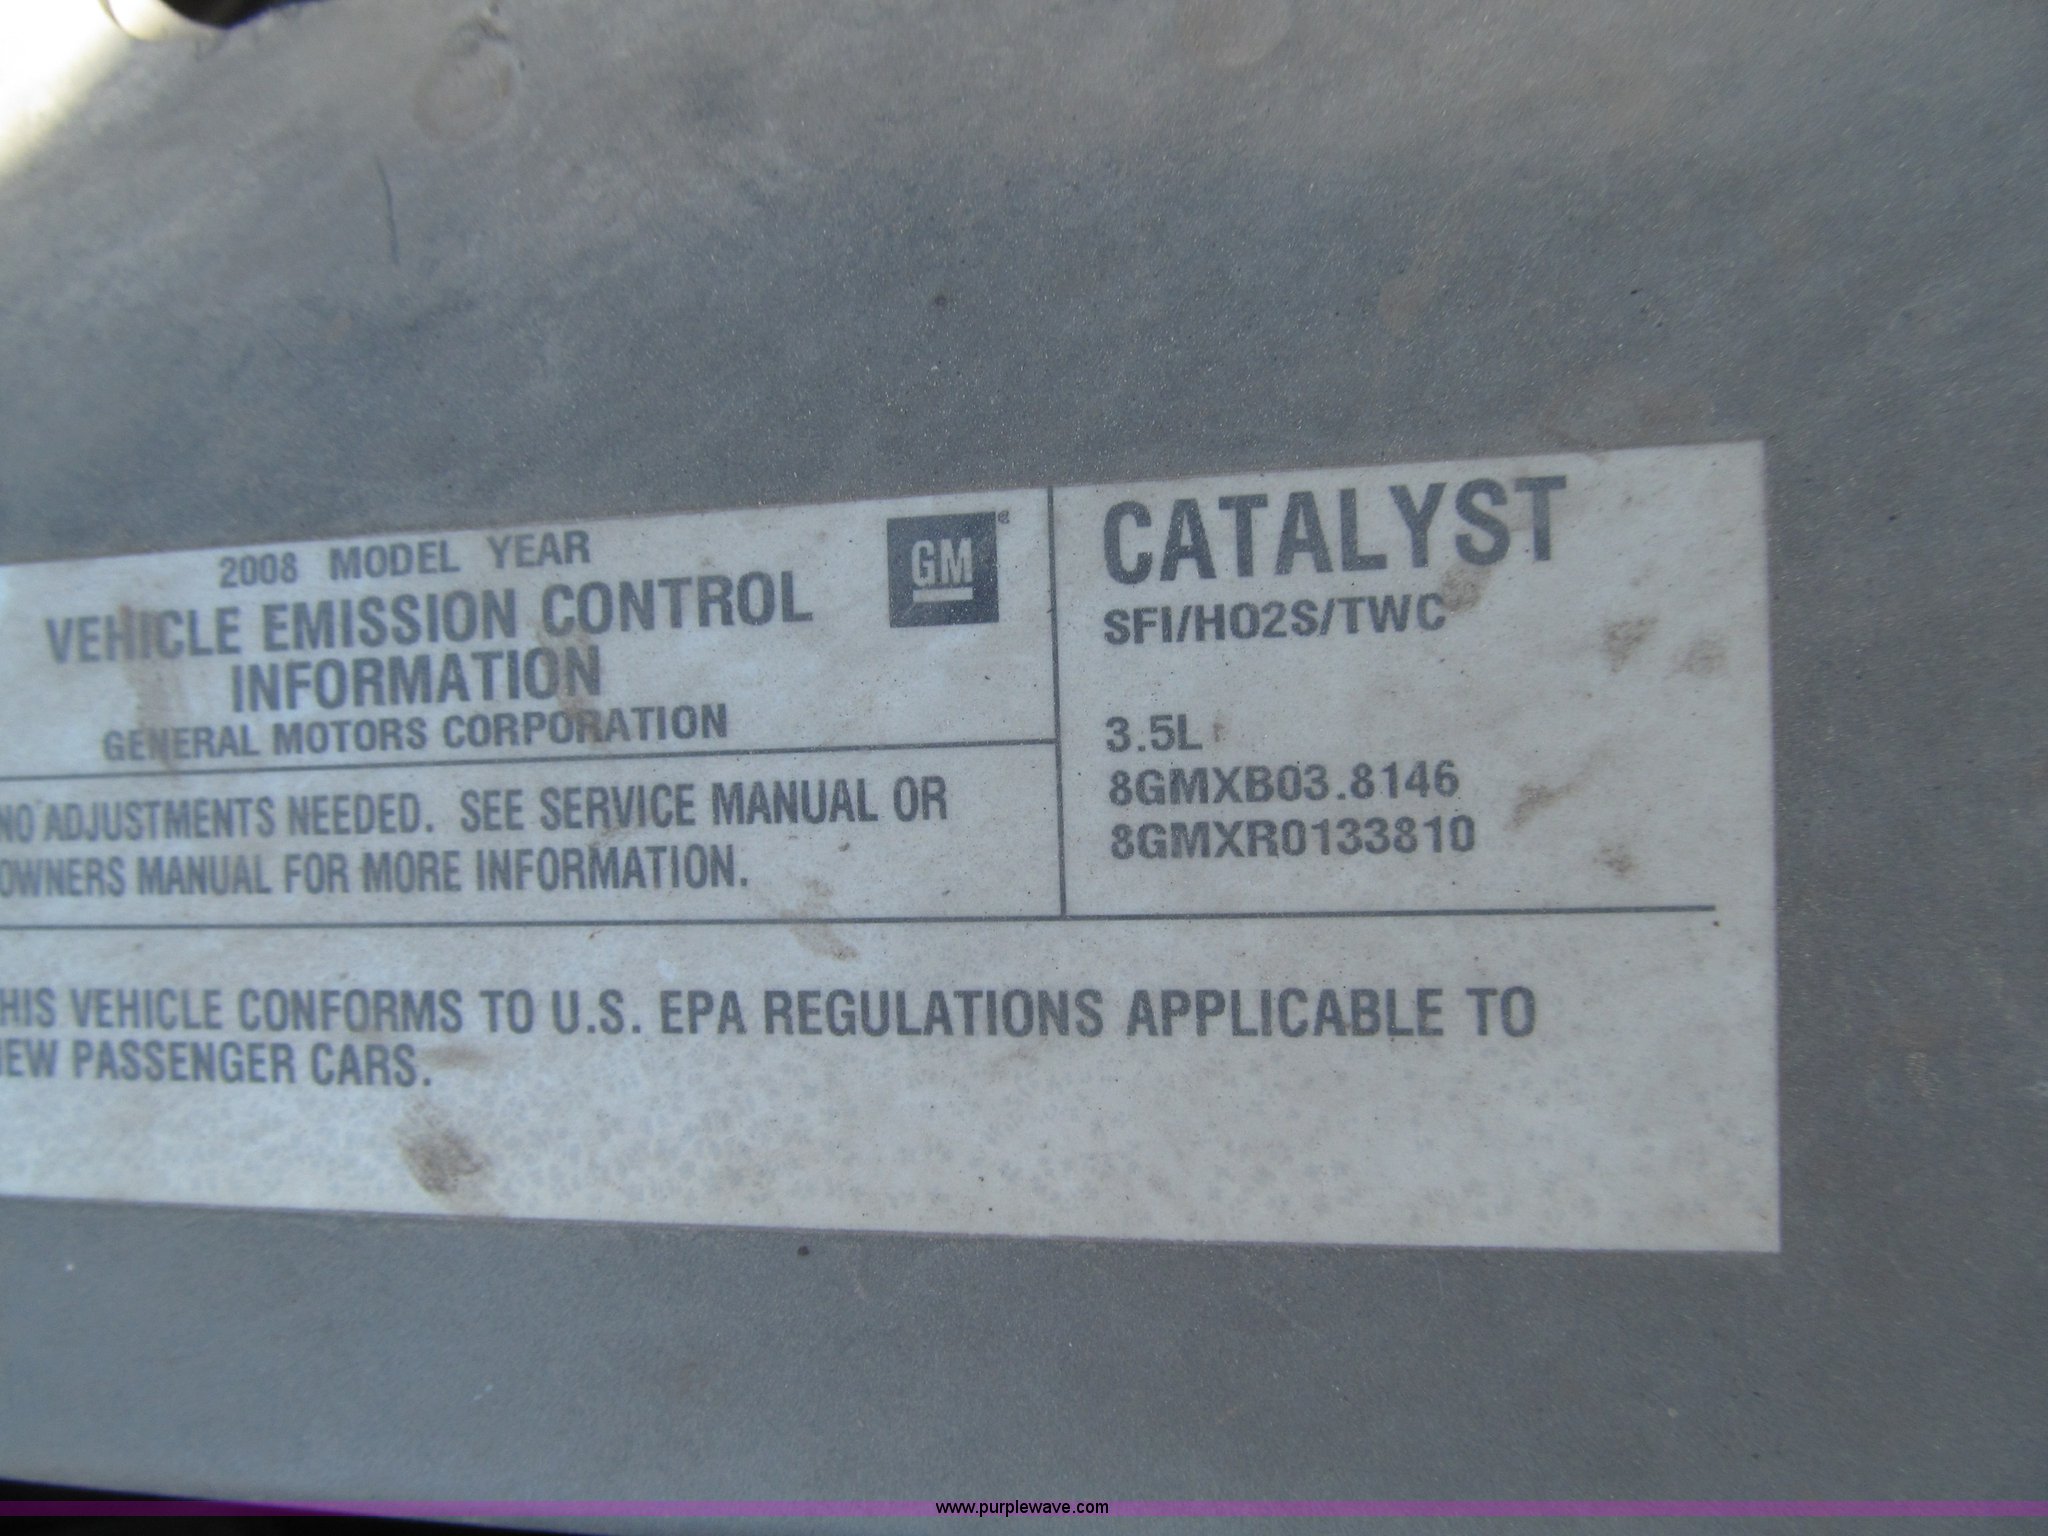 2008 MODEL YEAR
VEHICLE EMISSION CONTROL
INFORMATION
GENERAL MOTORS CORPORATION
GM
NO ADJUSTMENTS NEEDED. SEE SERVICE MANUAL OR
OWNERS MANUAL FOR MORE INFORMATION.
CATALYST
SFI/HO2S/TWC
3.5L
8GMXB03.8146
8GMXR0133810
HIS VEHICLE CONFORMS TO U.S. EPA REGULATIONS APPLICABLE TO
EW PASSENGER CARS.
www.purplewave.com